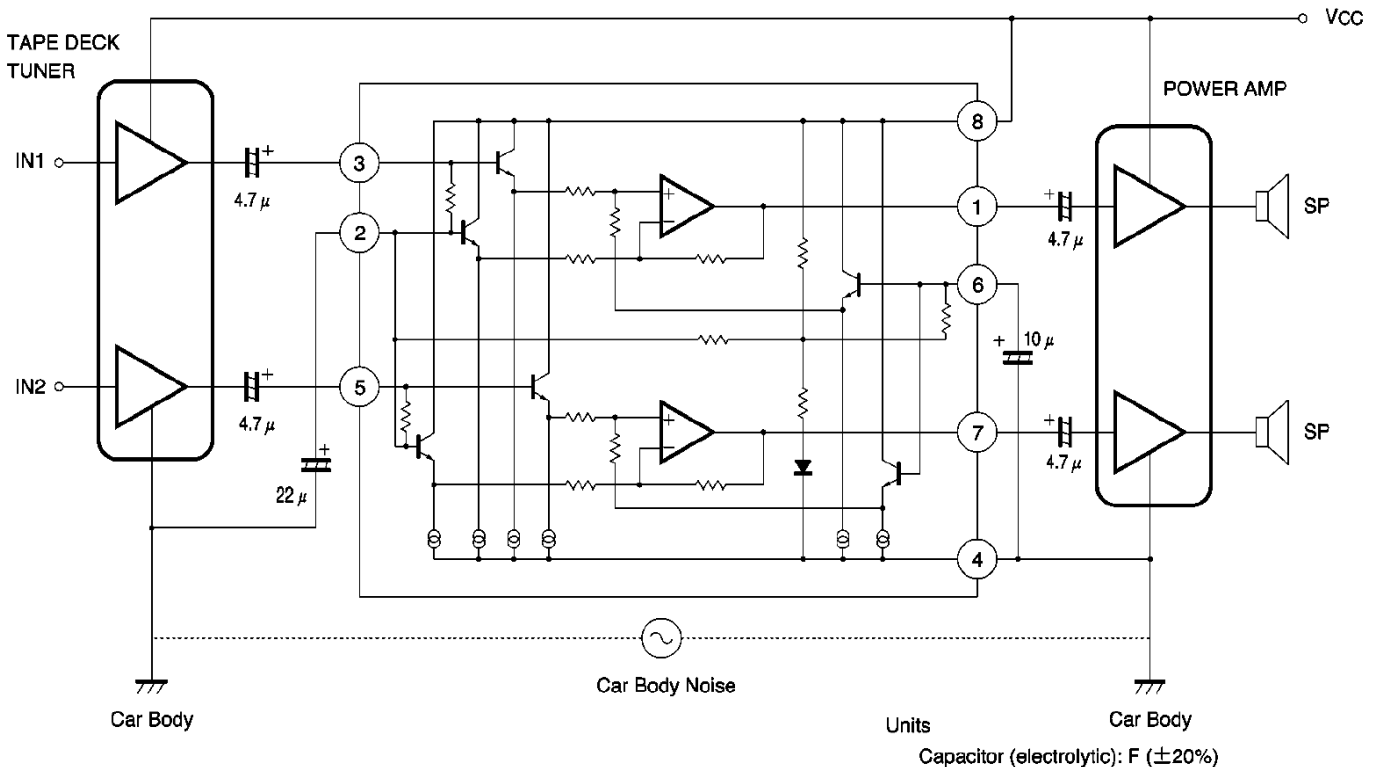 VCC
TAPE DECK
TUNER
POWER AMP
8
IN1
+
3
4.7 μ
+
−
1
+
4.7 μ
SP
2
6
+
10 μ
IN2
+
5
4.7 μ
+
−
7
+
4.7 μ
SP
+
22 μ
4
Car Body Noise
Car Body
Car Body
Units
Capacitor (electrolytic): F (±20%)